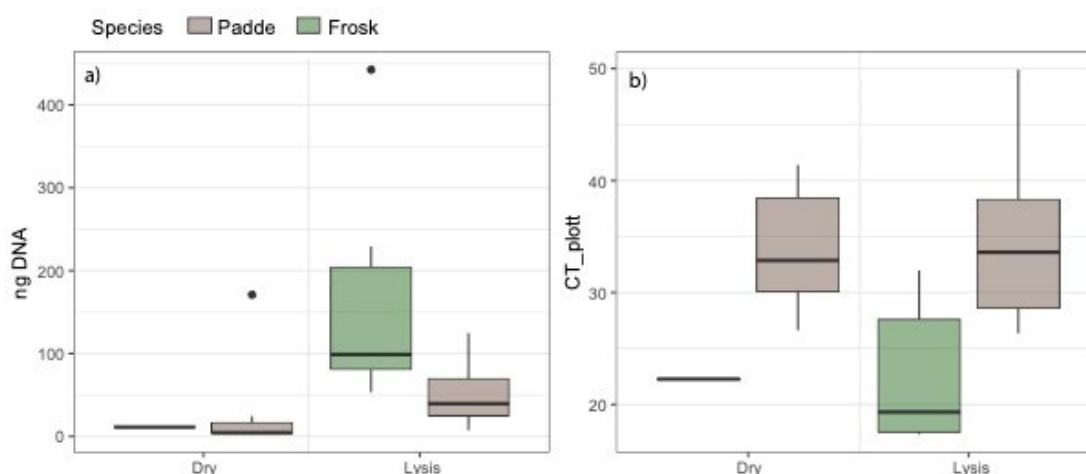 Species Padde Frosk
a)
400
300
200
100
0
ng DNA
Dry Lysis
b)
50
40
30
20
CT_plott
Dry Lysis